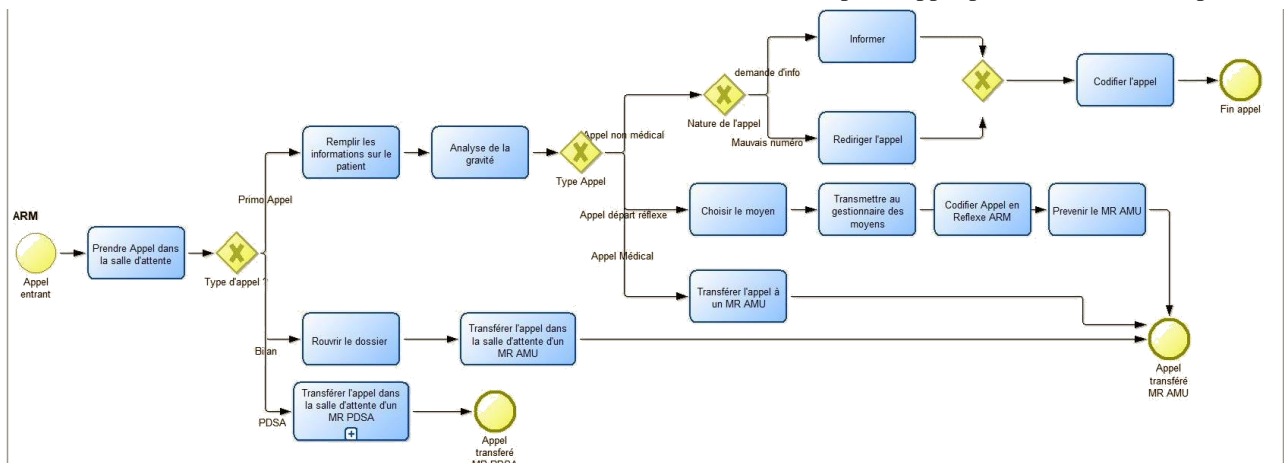 Informer
demande d'info
Codifier l'appel
Fin appel
Nature de l'appel
Appel non médical
Mauvais numéro
Rediriger l'appel
Remplir les
informations sur le
patient
Analyse de la
gravité
Type Appel
Primo Appel
Appel départ réflexe
Choisir le moyen
Transmettre au
gestionnaire des
moyens
Codifier Appel en
Reflexe ARM
Prevenir le MR AMU
ARM
Appel
entrant
Prendre Appel dans
la salle d'attente
Type d'appel ?
Appel Médical
Transférer l'appel à
un MR AMU
Bilan
Rouvrir le dossier
Transférer l'appel dans
la salle d'attente d'un
MR AMU
Appel
transféré
MR AMU
PDSA
Transférer l'appel dans
la salle d'attente d'un
MR PDSA
Appel
transferé
MR PDSA